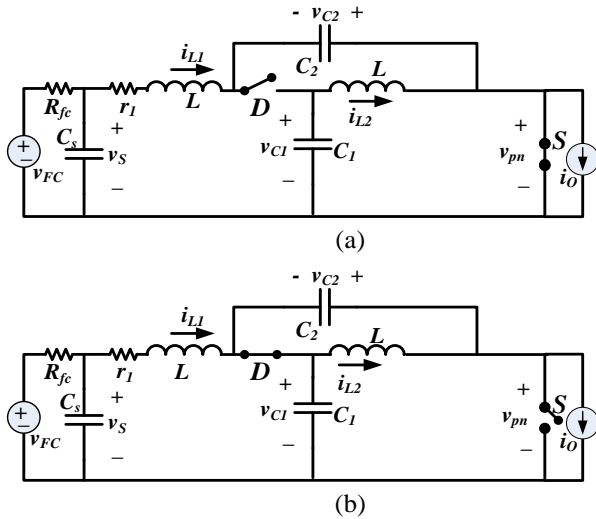 - v_C2 +
i_L1
C_2
L
R_fc
r_1
L
D
i_L2
C_s
+
v_S
–
+
v_C1
–
C_1
+
v_pn
–
S
i_O
+
–
v_FC
(a)
- v_C2 +
i_L1
C_2
L
R_fc
r_1
L
D
i_L2
C_s
+
v_S
–
+
v_C1
–
C_1
+
v_pn
–
S
i_O
+
–
v_FC
(b)